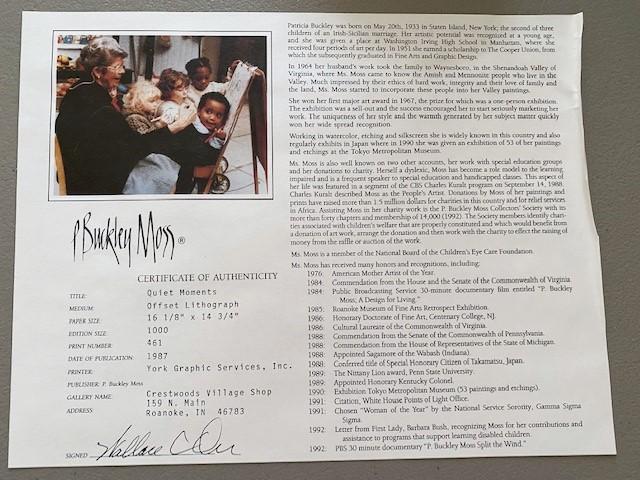 P Buckley Moss ®
CERTIFICATE OF AUTHENTICITY
TITLE: Quiet Moments
MEDIUM: Offset Lithograph
PAPER SIZE: 16 1/8" x 14 3/4"
EDITION SIZE: 1000
PRINT NUMBER: 461
DATE OF PUBLICATION: 1987
PRINTER: York Graphic Services, Inc.
PUBLISHER: P. Buckley Moss
GALLERY NAME: Crestwoods Village Shop
ADDRESS: 159 N. Main
Roanoke, IN 46783
SIGNED
Patricia Buckley was born on May 20th, 1933 in Staten Island, New York; the second of three
children of an Irish-Sicilian marriage. Her artistic potential was recognized at a young age,
and she was given a place at Washington Irving High School in Manhattan, where she
received four periods of art per day. In 1951 she earned a scholarship to The Cooper Union, from
which she subsequently graduated in Fine Arts and Graphic Design.
In 1964 her husband's work took the family to Waynesboro, in the Shenandoah Valley of
Virginia, where Ms. Moss came to know the Amish and Mennonite people who live in the
Valley. Much impressed by their ethics of hard work, integrity and their love of family and
the land, Ms. Moss started to incorporate these people into her Valley paintings.
She won her first major art award in 1967, the prize for which was a one-person exhibition.
The exhibition was a sell-out and the success encouraged her to start seriously marketing her
work. The uniqueness of her style and the warmth generated by her subject matter quickly
won her wide spread recognition.
Working in watercolor, etching and silkscreen she is widely known in this country and also
regularly exhibits in Japan where in 1990 she was given an exhibition of 53 of her paintings
and etchings at the Tokyo Metropolitan Museum.
Ms. Moss is also well known on two other accounts, her work with special education groups
and her donations to charity. Herself a dyslexic, Ms. Moss has become a role model to the learning
impaired and is a frequent speaker to special education and handicapped classes. This aspect of
her life was featured in a segment of the CBS Charles Kuralt program on September 14, 1988.
Charles Kuralt described Moss as the People's Artist. Donations by Moss of her paintings and
prints have raised more than 1.5 million dollars for charities in this country and for relief services
in Africa. Assisting Moss in her charity work is the P. Buckley Moss Collectors' Society with its
more than forty chapters and membership of 14,000 (1992). The Society members identify chari-
ties associated with children's welfare that are properly constituted and which would benefit from
a donation of art work, arrange the donation and then work with the charity to effect the raising of
money from the raffle or auction of the work.
Ms. Moss is a member of the National Board of the Children's Eye Care Foundation.
Ms. Moss has received many honors and recognitions, including:
1976: American Mother Artist of the Year.
1984: Commendation from the House and the Senate of the Commonwealth of Virginia.
1984: Public Broadcasting Service 30-minute documentary film entitled "P. Buckley
Moss; A Design for Living."
1985: Roanoke Museum of Fine Arts Retrospect Exhibition.
1986: Honorary Doctorate of Fine Art, Centenary College, NJ.
1986: Cultural Laureate of the Commonwealth of Virginia.
1988: Commendation from the Senate of the Commonwealth of Pennsylvania.
1988: Commendation from the House of Representatives of the State of Michigan.
1988: Appointed Sagamore of the Wabash (Indiana).
1988: Conferred title of Special Honorary Citizen of Takamatsu, Japan.
1989: The Nittany Lion award, Penn State University.
1989: Appointed Honorary Kentucky Colonel.
1990: Exhibition Tokyo Metropolitan Museum (53 paintings and etchings).
1991: Citation, White House Points of Light Office.
1991: Chosen "Woman of the Year" by the National Service Sorority, Gamma Sigma
Sigma.
1992: Letter from First Lady, Barbara Bush, recognizing Moss for her contributions and
assistance to programs that support learning disabled children.
1992: PBS 30 minute documentary "P. Buckley Moss Split the Wind."